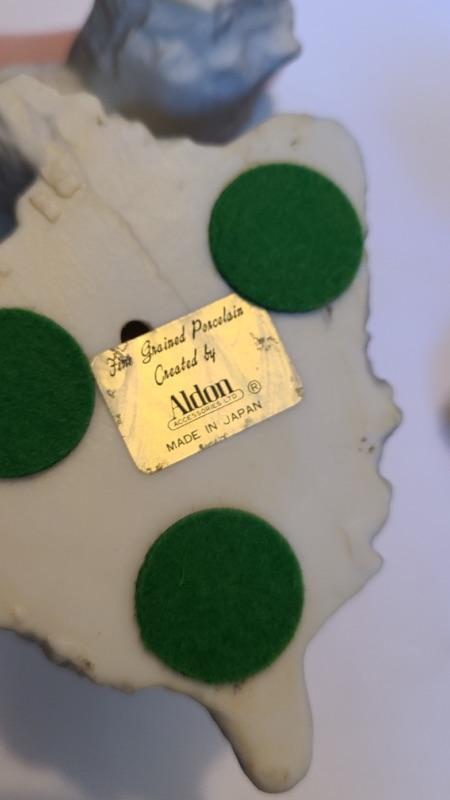 Fine Grained Porcelain
Created by
Aldon ®
ACCESSORIES LTD
MADE IN JAPAN